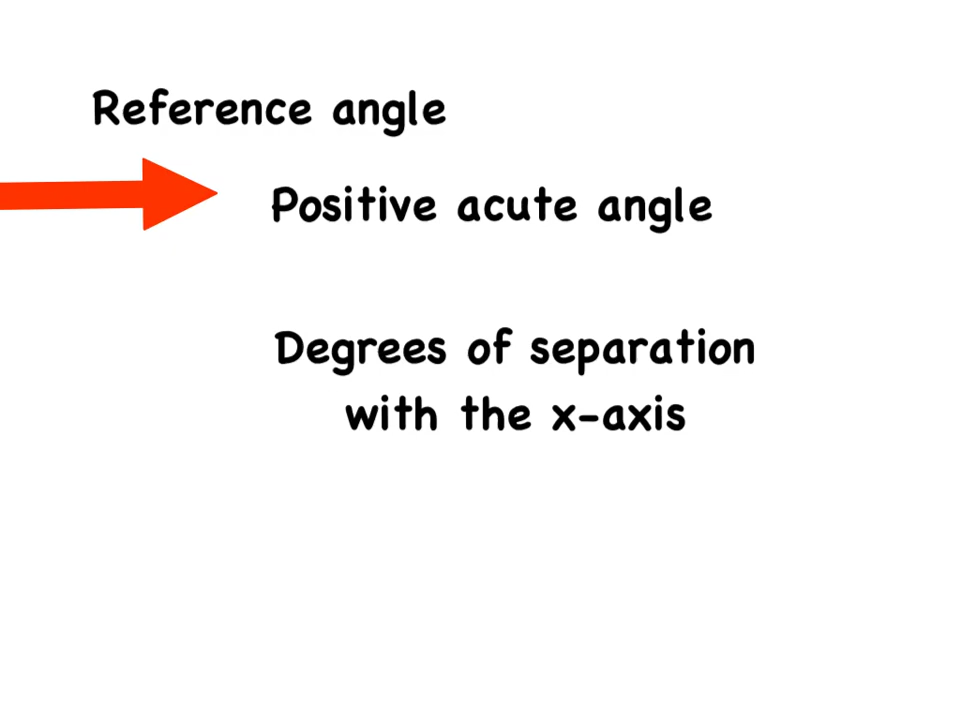 Reference angle
Positive acute angle
Degrees of separation
with the x-axis